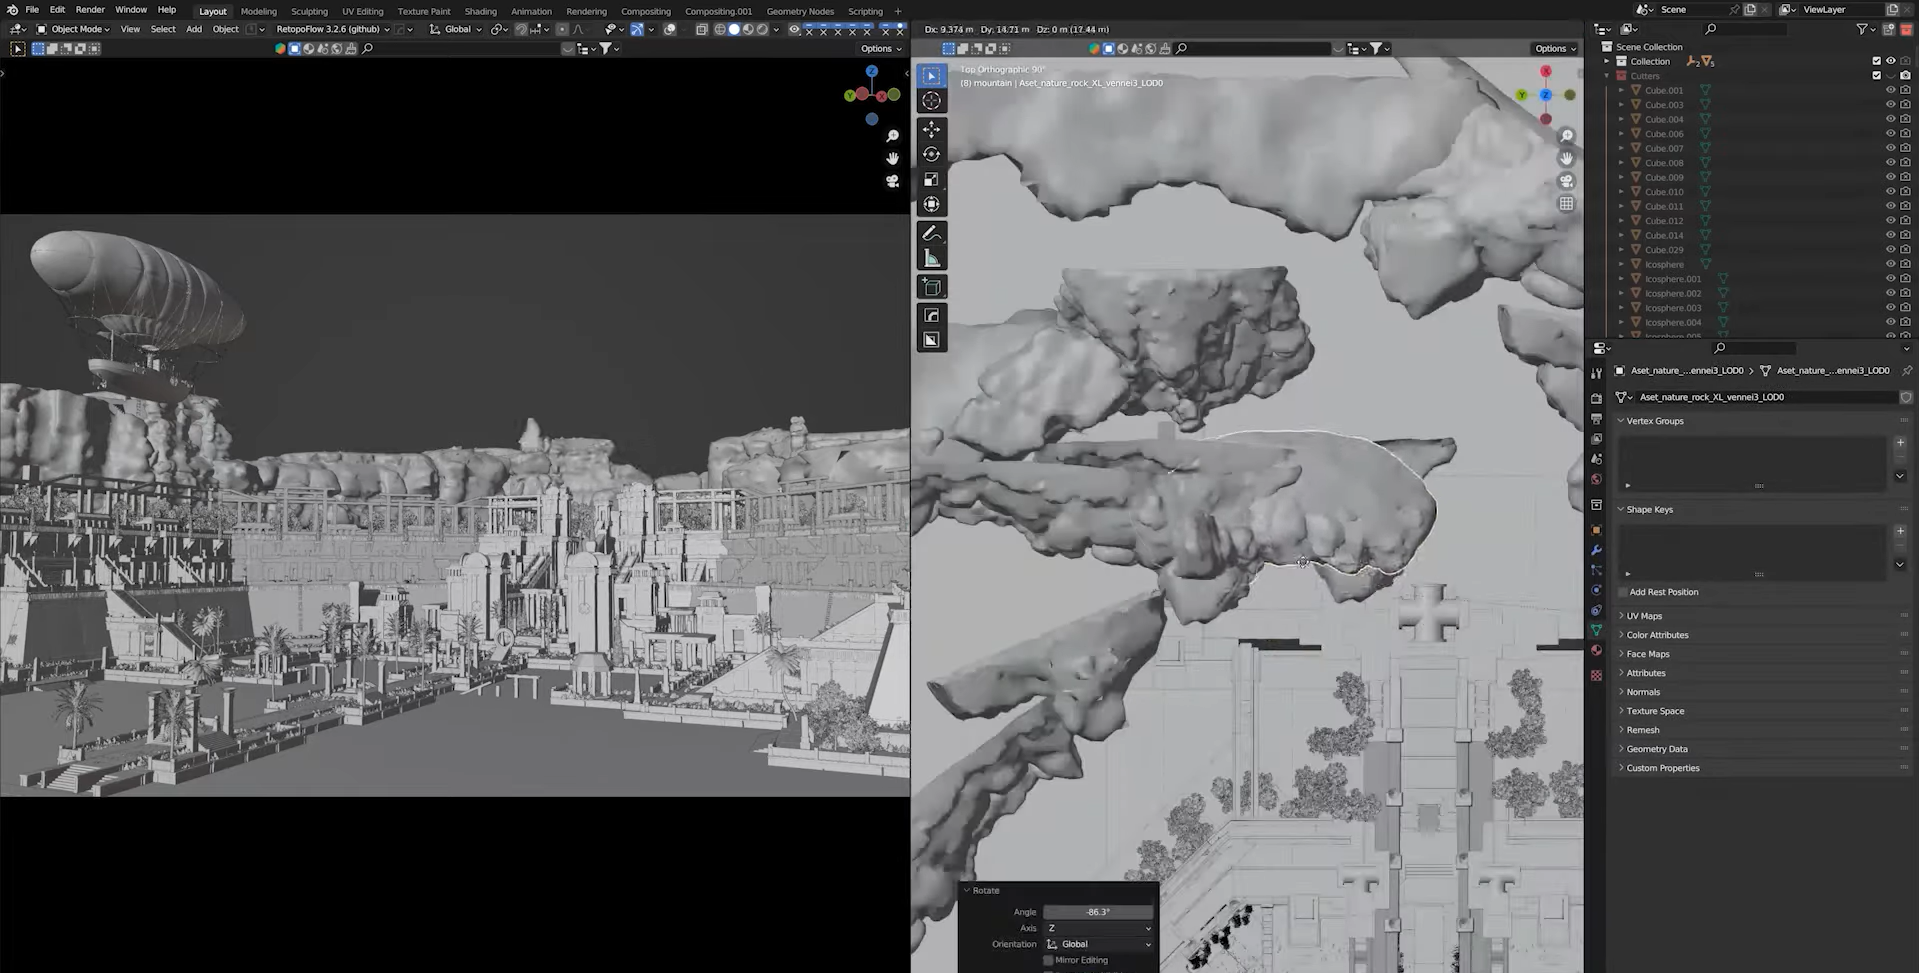 File Edit Render Window Help Layout Modeling Sculpting UV Editing Texture Paint Shading Animation Rendering Compositing Compositing.001 Geometry Nodes Scripting + Scene ViewLayer
Object Mode View Select Add Object RetopoFlow 3.2.6 (github) Global
Dx: 9.374 m Dy: 14.71 m Dz: 0 m (17.44 m)
Options
Options
Top Orthographic 90°
(8) mountain | Aset_nature_rock_XL_vennei3_LOD0
Z
Y
X
X
Y
Z
Scene Collection
Collection 2 5
Cutters
Cube.001
Cube.003
Cube.004
Cube.006
Cube.007
Cube.008
Cube.009
Cube.010
Cube.011
Cube.012
Cube.014
Cube.029
Icosphere
Icosphere.001
Icosphere.002
Icosphere.003
Icosphere.004
Icosphere.005
Aset_nature_...ennei3_LOD0 > Aset_nature_...ennei3_LOD0
Aset_nature_rock_XL_vennei3_LOD0
Vertex Groups
Shape Keys
Add Rest Position
UV Maps
Color Attributes
Face Maps
Attributes
Normals
Texture Space
Remesh
Geometry Data
Custom Properties
Rotate
Angle -86.3°
Axis Z
Orientation Global
Mirror Editing